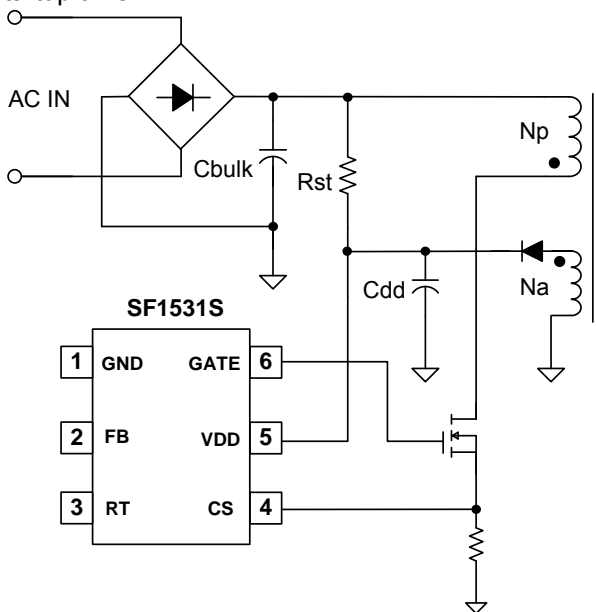 AC IN
Cbulk
Rst
Np
Cdd
Na
SF1531S
1 GND GATE 6
2 FB VDD 5
3 RT CS 4